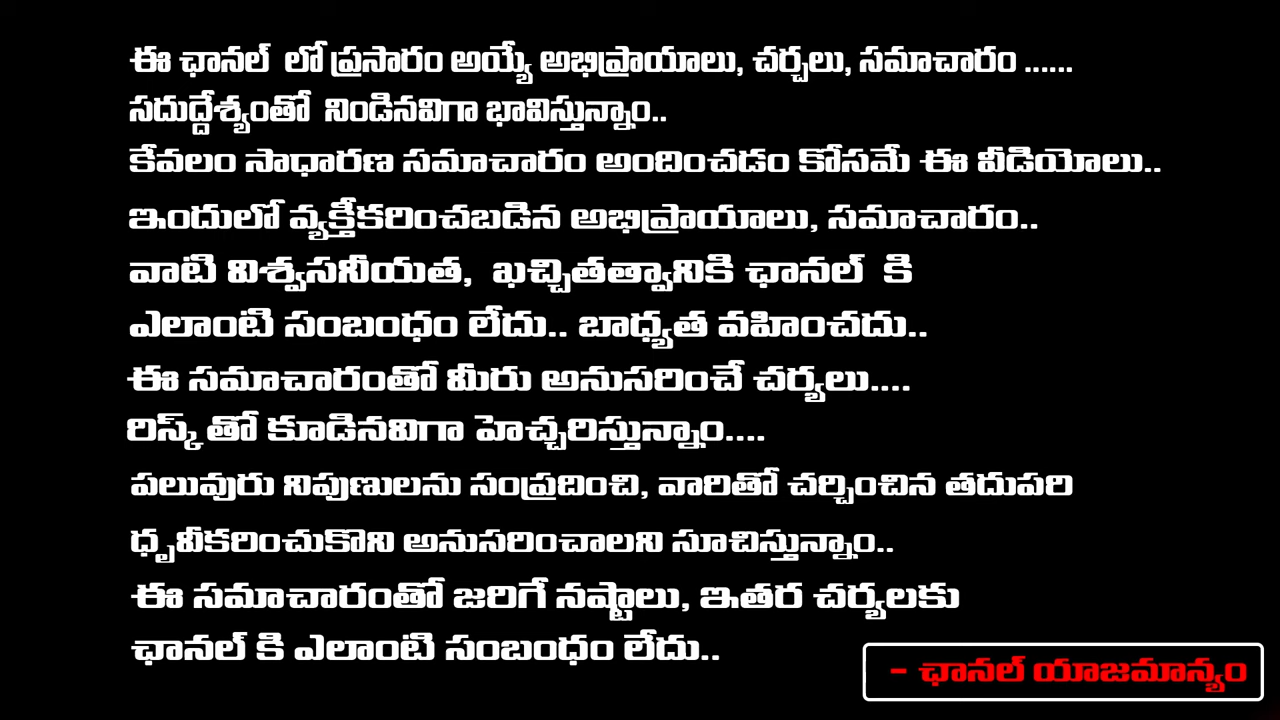 ఈ ఛానల్ లో ప్రసారం అయ్యే అభిప్రాయాలు, చర్చలు, సమాచారం ......
సదుద్దేశ్యంతో నిండినవిగా భావిస్తున్నాం..
కేవలం సాధారణ సమాచారం అందించడం కోసమే ఈ వీడియోలు..
ఇందులో వ్యక్తీకరించబడిన అభిప్రాయాలు, సమాచారం..
వాటి విశ్వసనీయత, ఖచ్చితత్వానికి ఛానల్ కి
ఎలాంటి సంబంధం లేదు.. బాధ్యత వహించదు..
ఈ సమాచారంతో మీరు అనుసరించే చర్యలు....
రిస్క్ తో కూడినవిగా హెచ్చరిస్తున్నాం....
పలువురు నిపుణులను సంప్రదించి, వారితో చర్చించిన తదుపరి
ధృవీకరించుకొని అనుసరించాలని సూచిస్తున్నాం..
ఈ సమాచారంతో జరిగే నష్టాలు, ఇతర చర్యలకు
ఛానల్ కి ఎలాంటి సంబంధం లేదు..
- ఛానల్ యాజమాన్యం